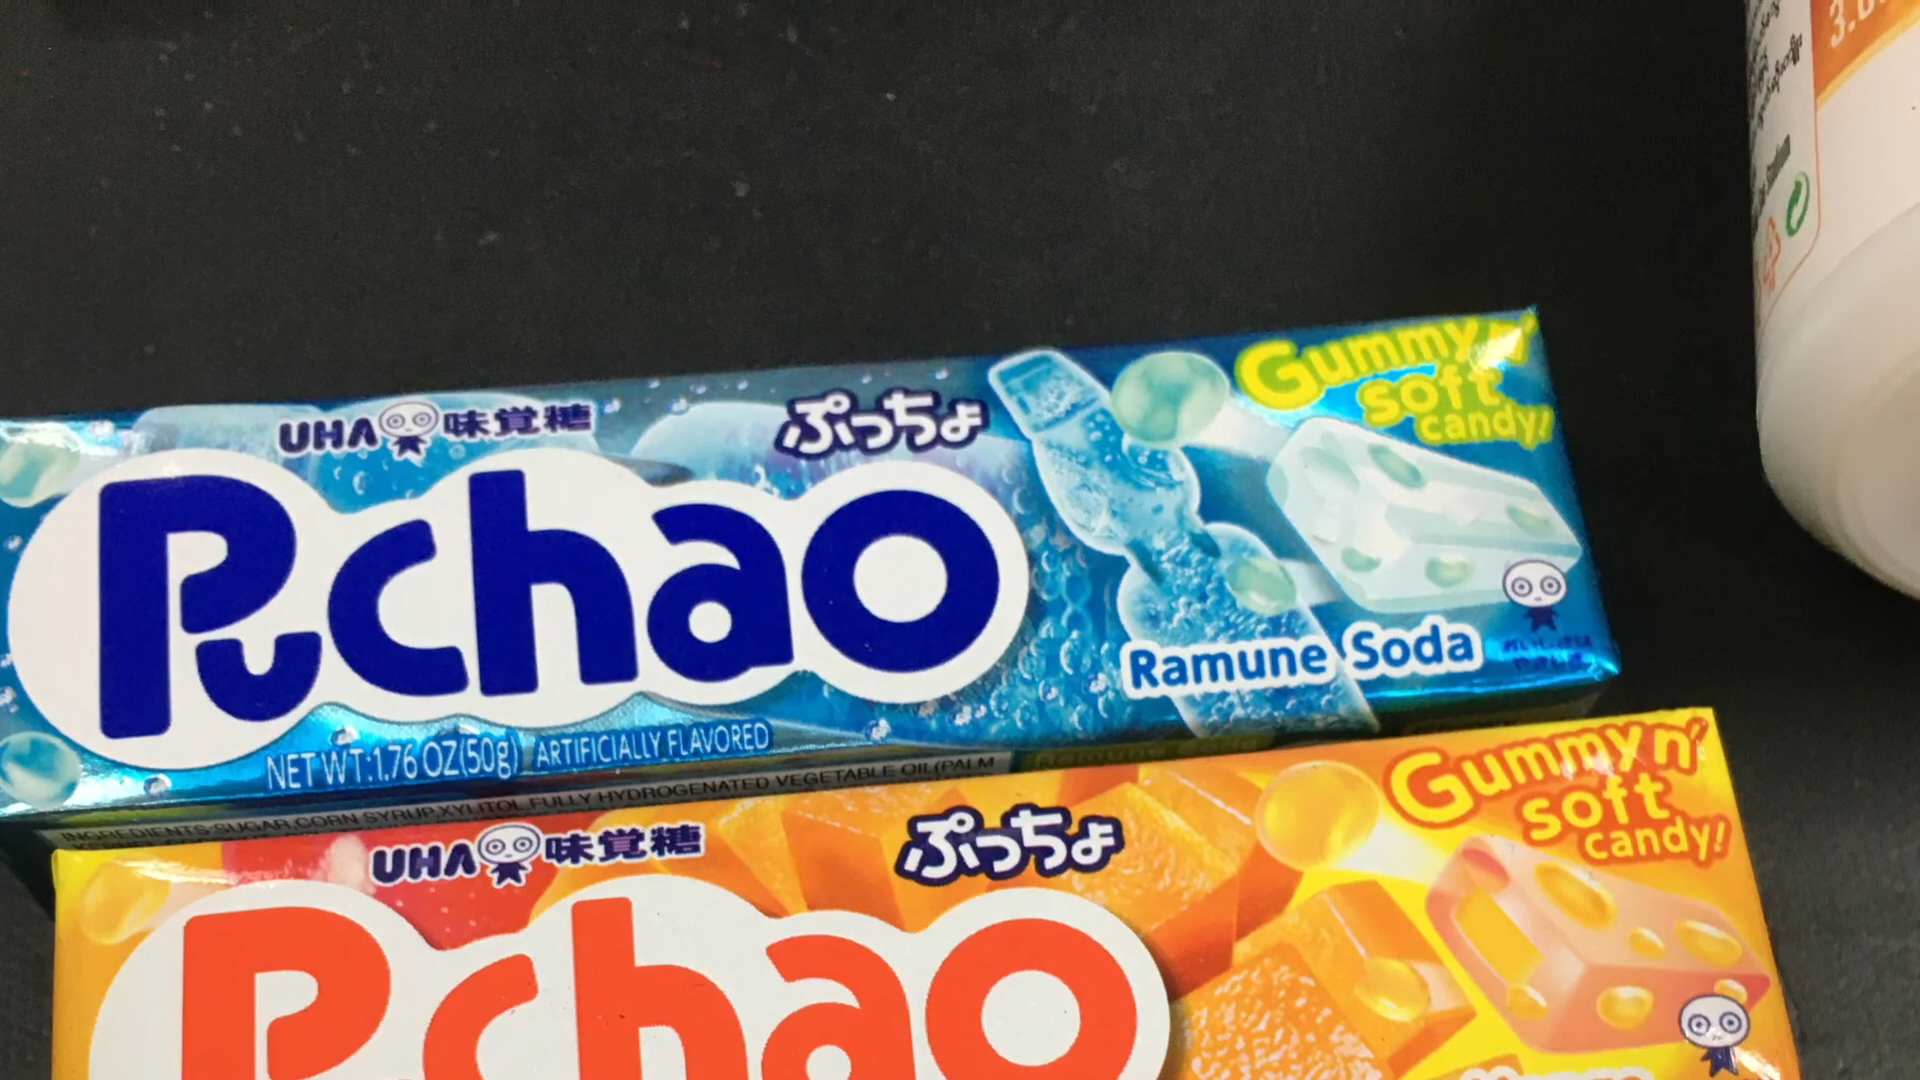 3.0
UHA味覚糖
ぷっちょ
Gummy n'
soft
candy!
Puchao
Ramune Soda
NET WT:1.76 OZ(50g) ARTIFICIALLY FLAVORED
INGREDIENTS:SUGAR,CORN SYRUP,XYLITOL,FULLY HYDROGENATED VEGETABLE OIL(PALM
UHA味覚糖
ぷっちょ
Gummy n'
soft
candy!
Puchao